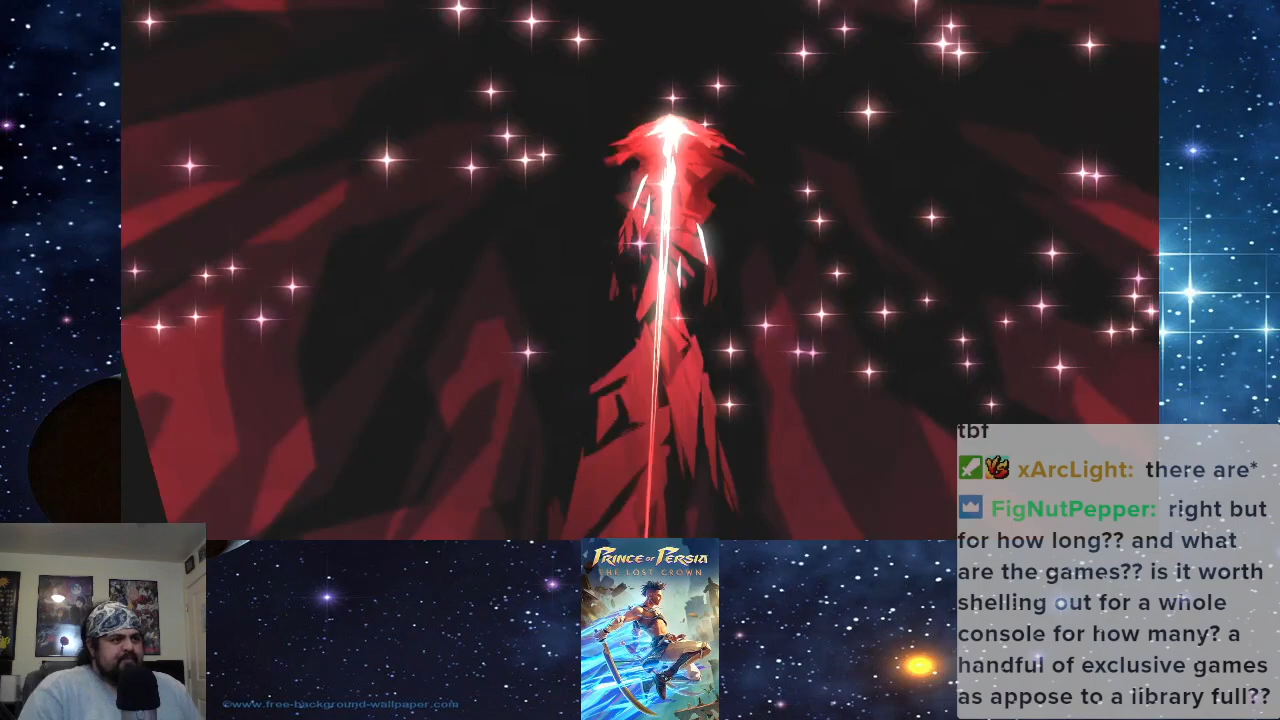 tbf
xArcLight: there are*
FigNutPepper: right but
for how long?? and what
are the games?? is it worth
shelling out for a whole
console for how many? a
handful of exclusive games
as appose to a library full??
PRINCE OF PERSIA
THE LOST CROWN
©www.free-background-wallpaper.com